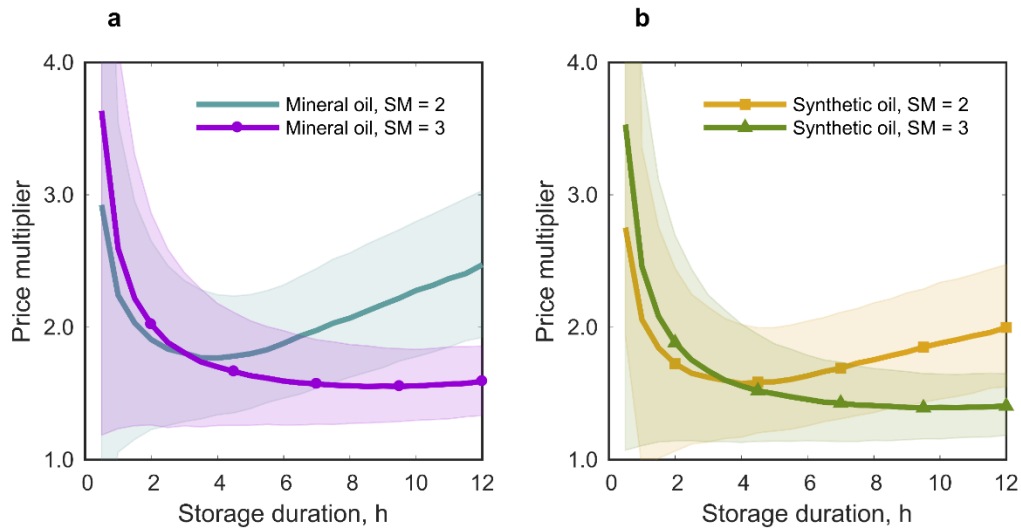 a
4.0
3.0
2.0
1.0
Price multiplier
Mineral oil, SM = 2
Mineral oil, SM = 3
0 2 4 6 8 10 12
Storage duration, h
b
4.0
3.0
2.0
1.0
Price multiplier
Synthetic oil, SM = 2
Synthetic oil, SM = 3
0 2 4 6 8 10 12
Storage duration, h